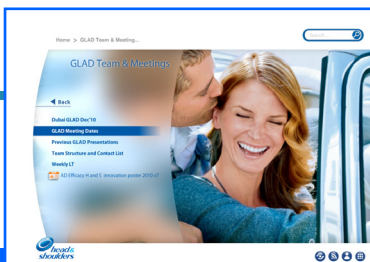 Home > GLAD Team & Meeting...
Search...
GLAD Team & Meetings
Back
Dubai GLAD Dec'10
GLAD Meeting Dates
Previous GLAD Presentations
Team Structure and Contact List
Weekly LT
AD Efficacy H and S innovation poster 2010 v7
head&
shoulders